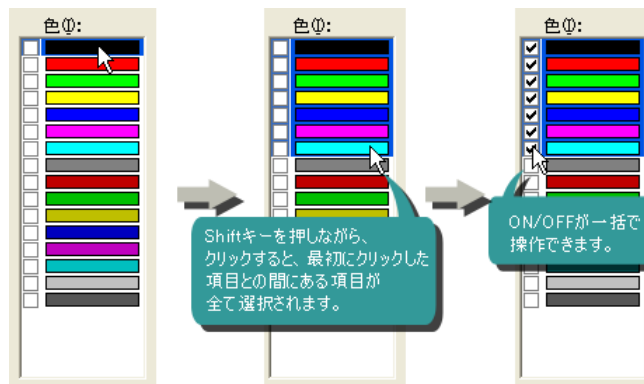 色(I):
色(I):
色(I):
Shiftキーを押しながら、
クリックすると、最初にクリックした
項目との間にある項目が
全て選択されます。
ON/OFFが一括で
操作できます。